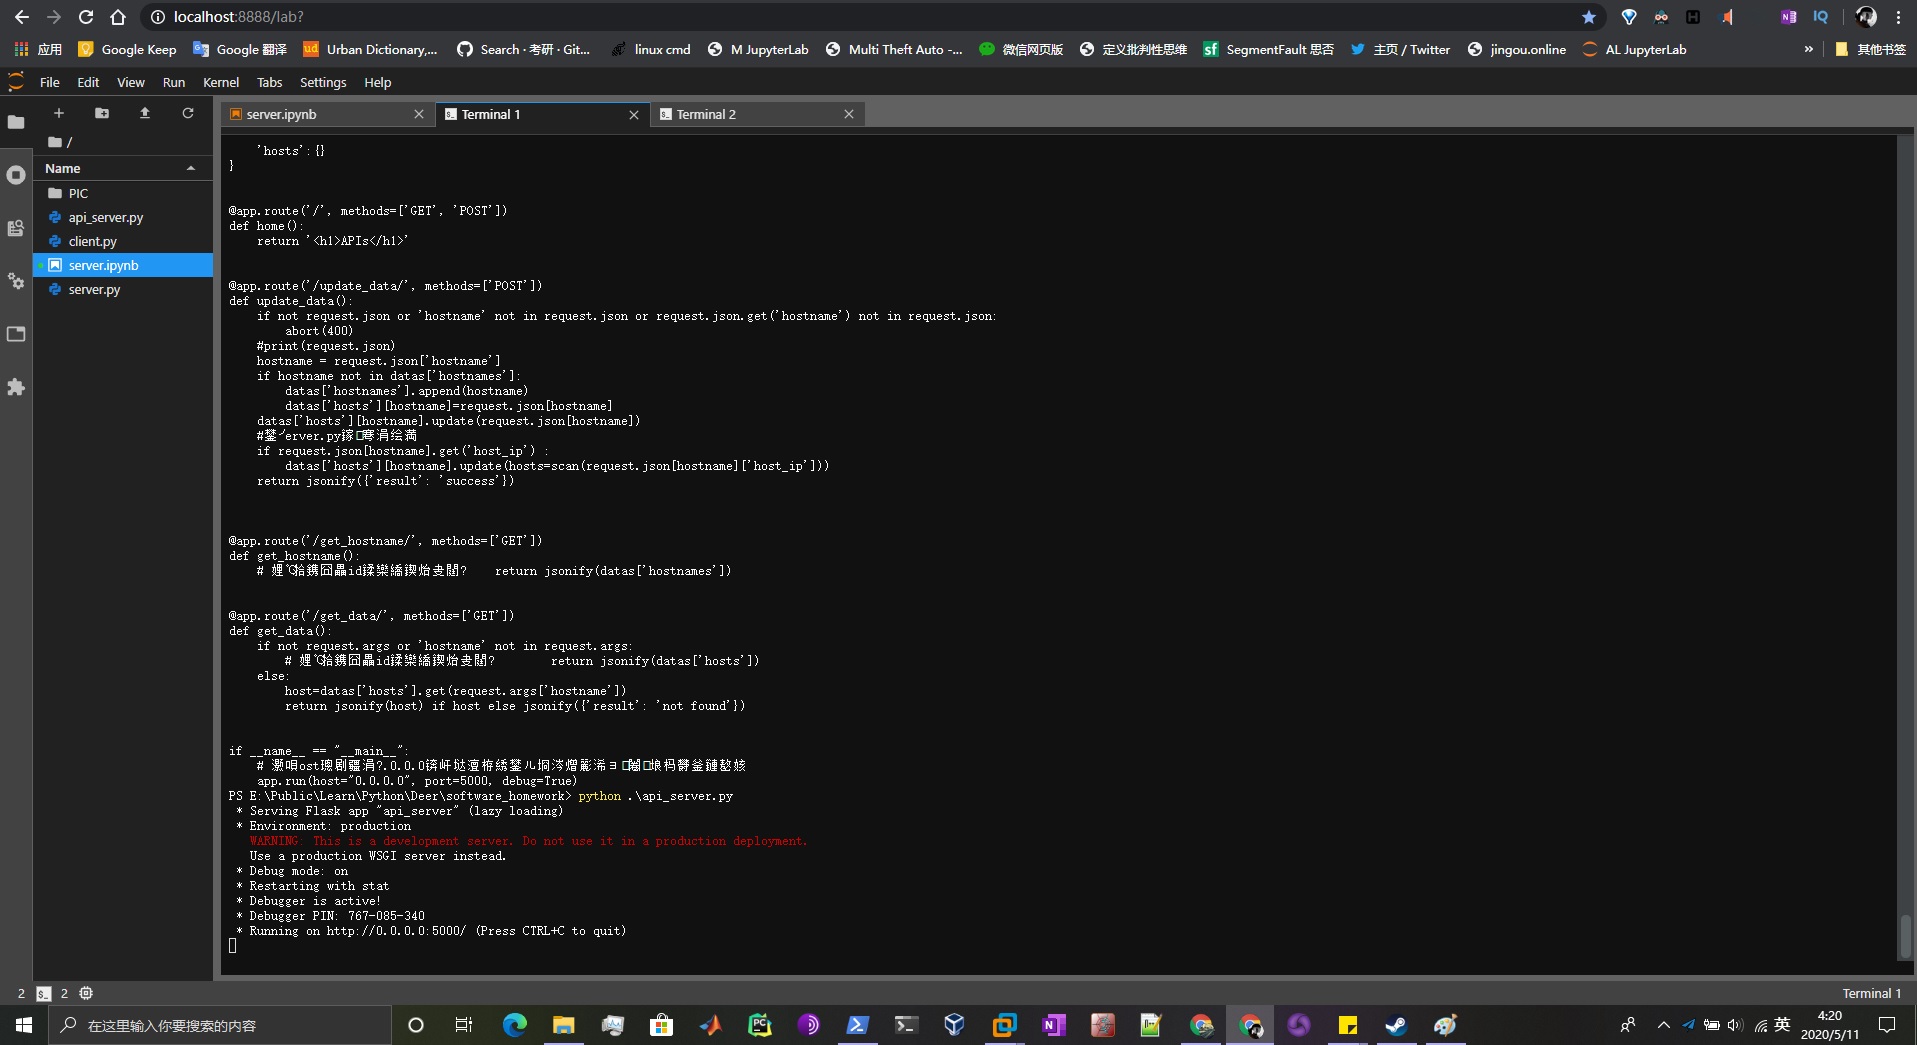 localhost:8888/lab?
应用 Google Keep Google 翻译 Urban Dictionary,... Search · 考研 · Git... linux cmd M JupyterLab Multi Theft Auto -... 微信网页版 定义批判性思维 SegmentFault 思否 主页 / Twitter jingou.online AL JupyterLab » 其他书签
File Edit View Run Kernel Tabs Settings Help
server.ipynb Terminal 1 Terminal 2
/
Name
PIC
api_server.py
client.py
server.ipynb
server.py
'hosts':{}
}
@app.route('/', methods=['GET', 'POST'])
def home():
return '<h1>APIs</h1>'
@app.route('/update_data/', methods=['POST'])
def update_data():
if not request.json or 'hostname' not in request.json or request.json.get('hostname') not in request.json:
abort(400)
#print(request.json)
hostname = request.json['hostname']
if hostname not in datas['hostnames']:
datas['hostnames'].append(hostname)
datas['hosts'][hostname]=request.json[hostname]
datas['hosts'][hostname].update(request.json[hostname])
if request.json[hostname].get('host_ip') :
datas['hosts'][hostname].update(hosts=scan(request.json[hostname]['host_ip']))
return jsonify({'result': 'success'})
@app.route('/get_hostname/', methods=['GET'])
def get_hostname():
return jsonify(datas['hostnames'])
@app.route('/get_data/', methods=['GET'])
def get_data():
if not request.args or 'hostname' not in request.args:
return jsonify(datas['hosts'])
else:
host=datas['hosts'].get(request.args['hostname'])
return jsonify(host) if host else jsonify({'result': 'not found'})
if __name__ == "__main__":
app.run(host="0.0.0.0", port=5000, debug=True)
PS E:\Public\Learn\Python\Deer\software_homework> python .\api_server.py
* Serving Flask app "api_server" (lazy loading)
* Environment: production
WARNING: This is a development server. Do not use it in a production deployment.
Use a production WSGI server instead.
* Debug mode: on
* Restarting with stat
* Debugger is active!
* Debugger PIN: 767-085-340
* Running on http://0.0.0.0:5000/ (Press CTRL+C to quit)
2 2 Terminal 1
在这里输入你要搜索的内容
英
4:20
2020/5/11